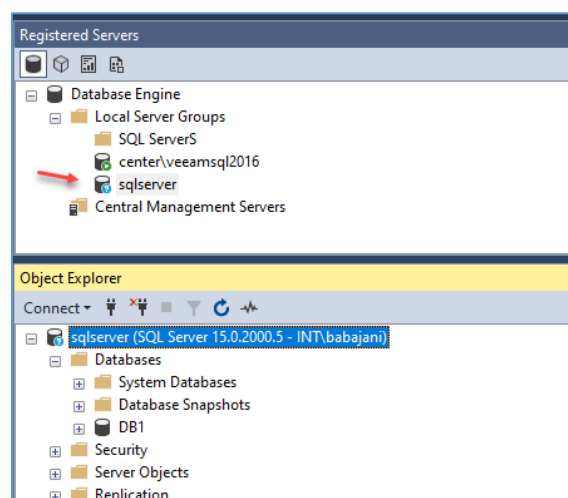 Registered Servers
Database Engine
Local Server Groups
SQL ServerS
center\veeamsql2016
sqlserver
Central Management Servers
Object Explorer
Connect
sqlserver (SQL Server 15.0.2000.5 - INT\babajani)
Databases
System Databases
Database Snapshots
DB1
Security
Server Objects
Replication